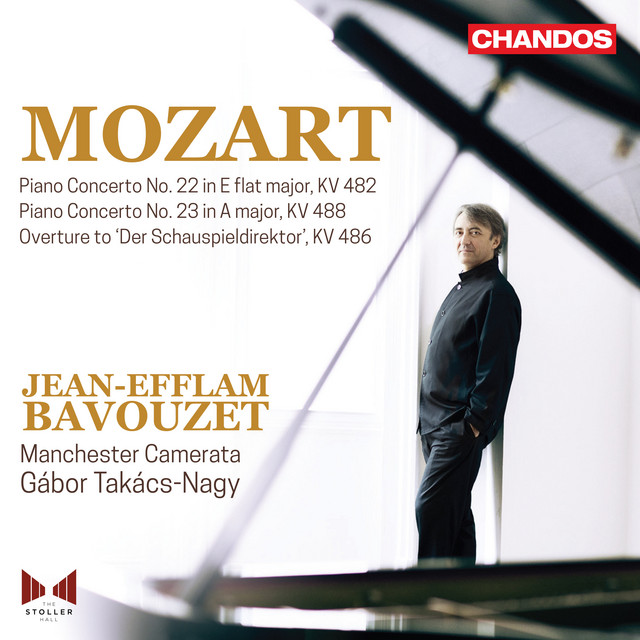 CHANDOS
MOZART
Piano Concerto No. 22 in E flat major, KV 482
Piano Concerto No. 23 in A major, KV 488
Overture to ‘Der Schauspieldirektor’, KV 486
JEAN-EFFLAM
BAVOUZET
Manchester Camerata
Gábor Takács-Nagy
THE
STOLLER
HALL